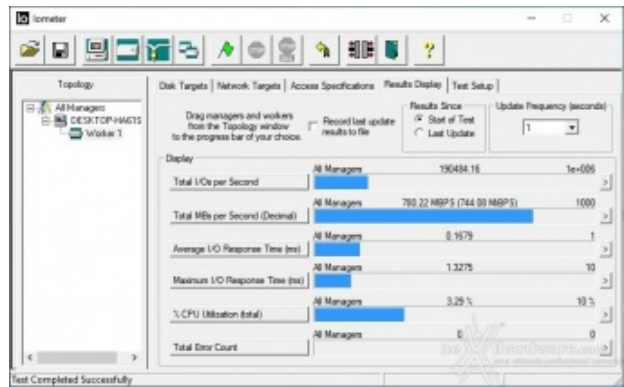 Iometer
Topology
All Managers
DESKTOP-HA6TS
Worker 1
Disk Targets Network Targets Access Specifications Results Display Test Setup
Drag managers and workers
from the Topology window
to the progress bar of your choice.
Record last update
results to file
Results Since
Start of Test
Last Update
Update Frequency (seconds)
1
Display
All Managers 190484.16 1e+006
Total I/Os per Second
All Managers 780.22 MBPS (744.08 MiBPS) 1000
Total MBs per Second (Decimal)
All Managers 0.1679 1
Average I/O Response Time (ms)
All Managers 1.3275 10
Maximum I/O Response Time (ms)
All Managers 3.29 % 10 %
% CPU Utilization (total)
All Managers 0 0
Total Error Count
Test Completed Successfully